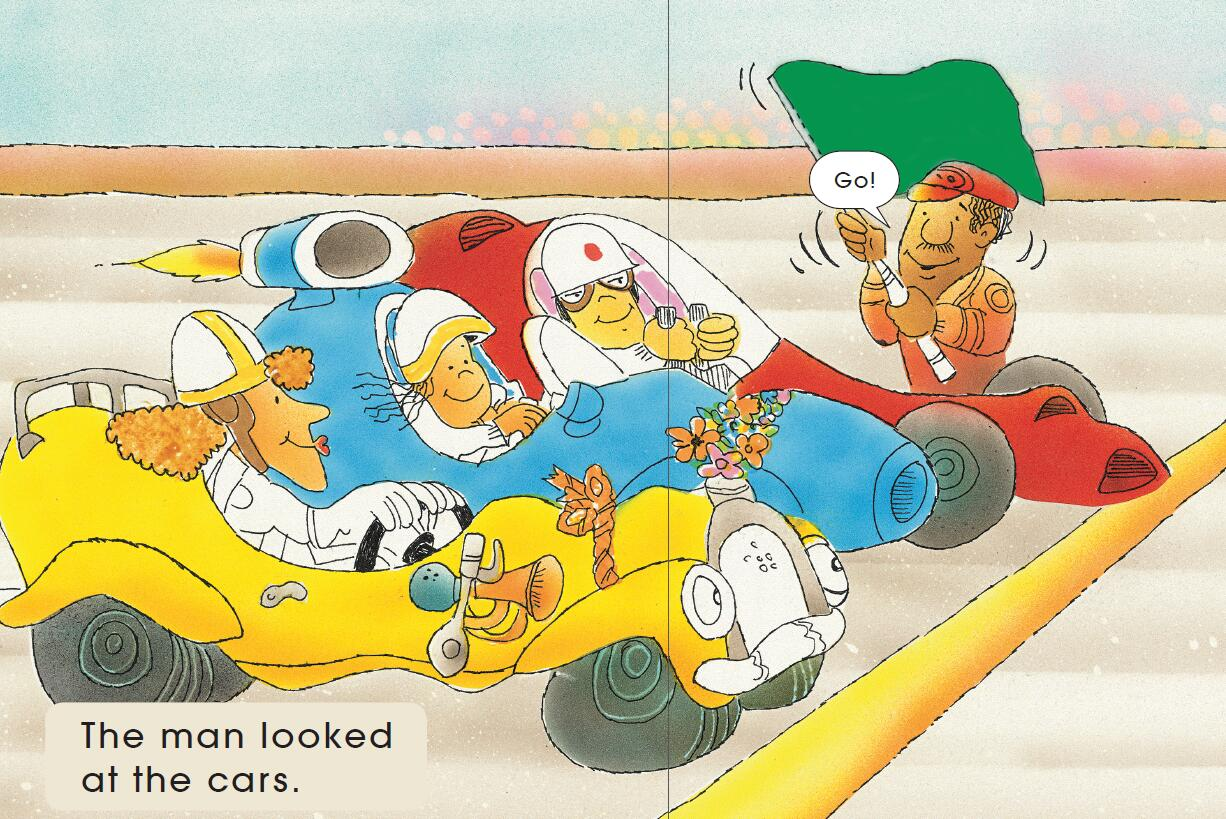 Go!
The man looked
at the cars.